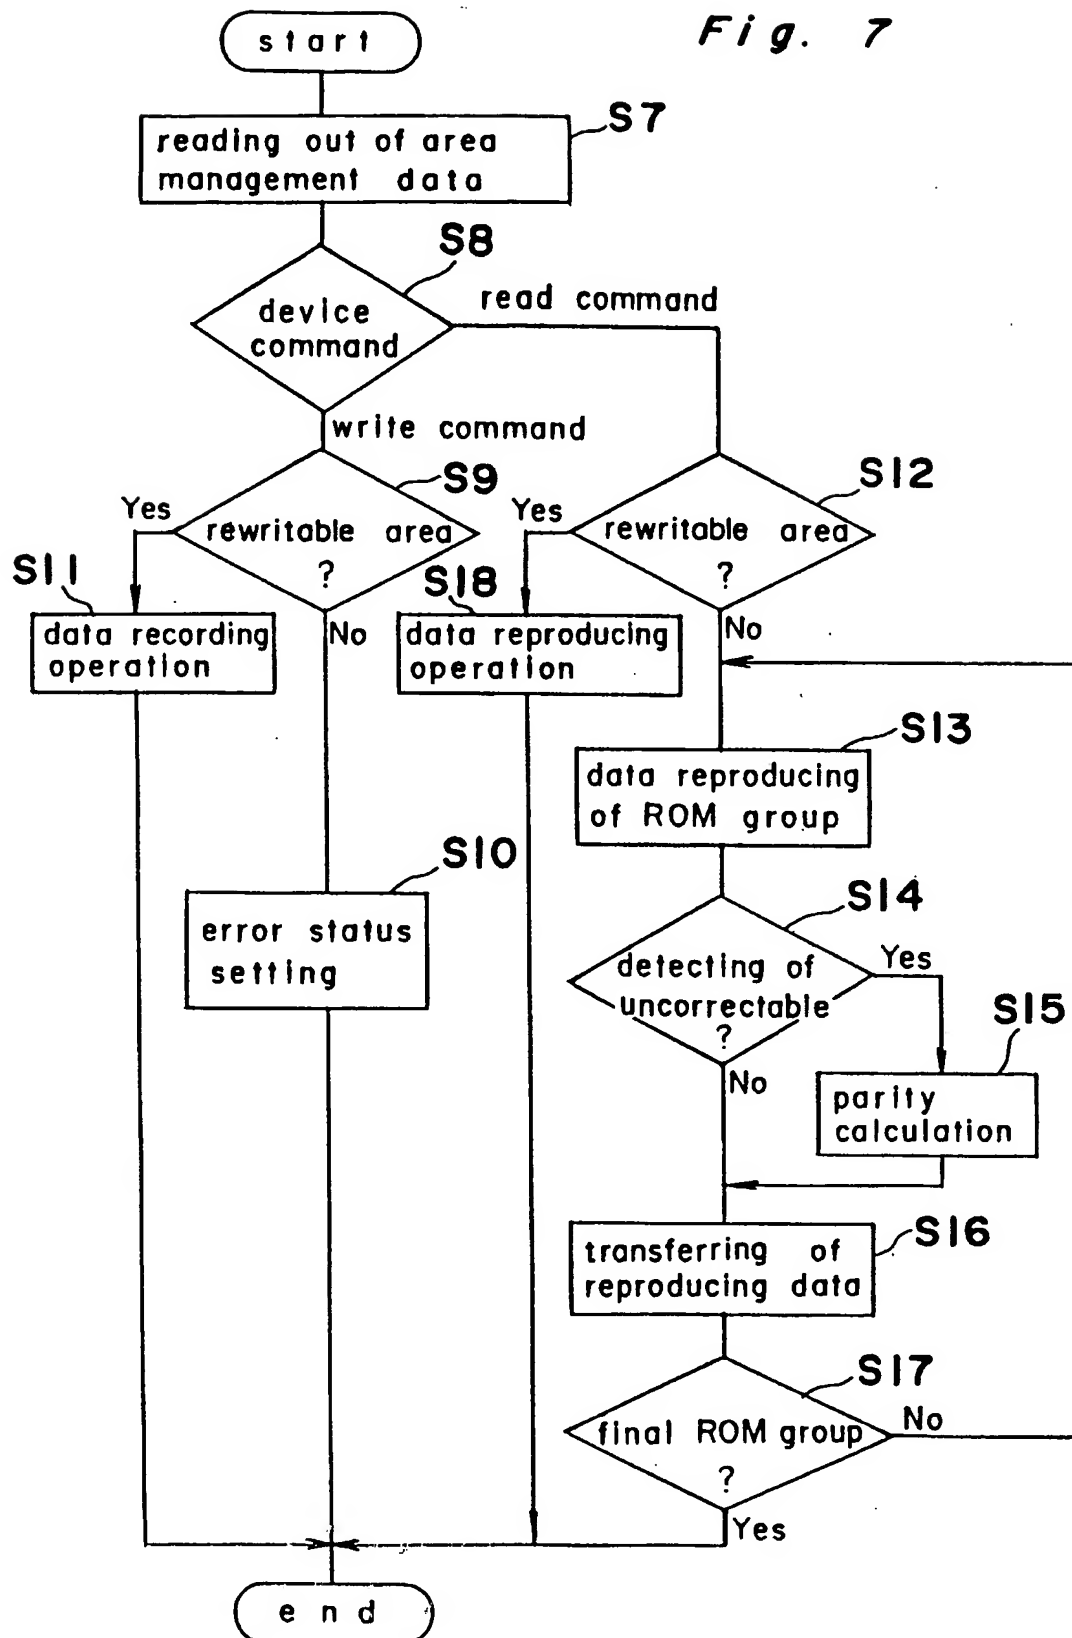 Fig. 7
start
S7
reading out of area
management data
S8
device
command
read command
write command
S9
rewritable area
?
Yes
No
S12
rewritable area
?
Yes
No
S11
data recording
operation
S18
data reproducing
operation
S10
error status
setting
S13
data reproducing
of ROM group
S14
detecting of
uncorrectable
?
Yes
No
S15
parity
calculation
S16
transferring of
reproducing data
S17
final ROM group
?
No
Yes
end